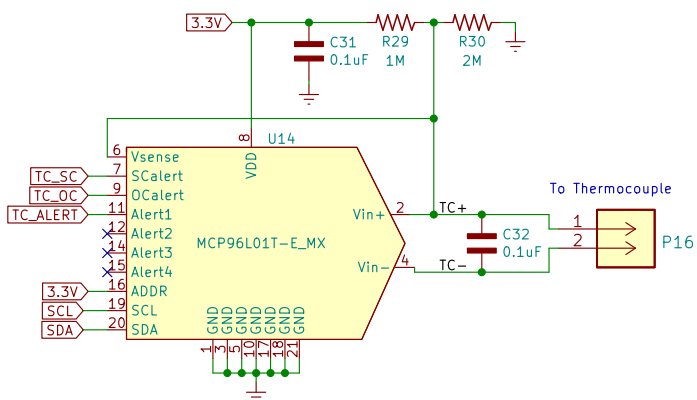 3.3V
C31
0.1uF
R29
1M
R30
2M
8
U14
VDD
6
Vsense
7
TC_SC
SCalert
9
TC_OC
OCalert
11
TC_ALERT
Alert1
12
Alert2
14
Alert3
15
Alert4
16
3.3V
ADDR
19
SCL
SCL
20
SDA
SDA
MCP96L01T-E_MX
Vin+
2
TC+
Vin-
4
TC-
C32
0.1uF
To Thermocouple
1
2
P16
GND GND GND GND GND GND GND
1 3 5 10 17 18 21